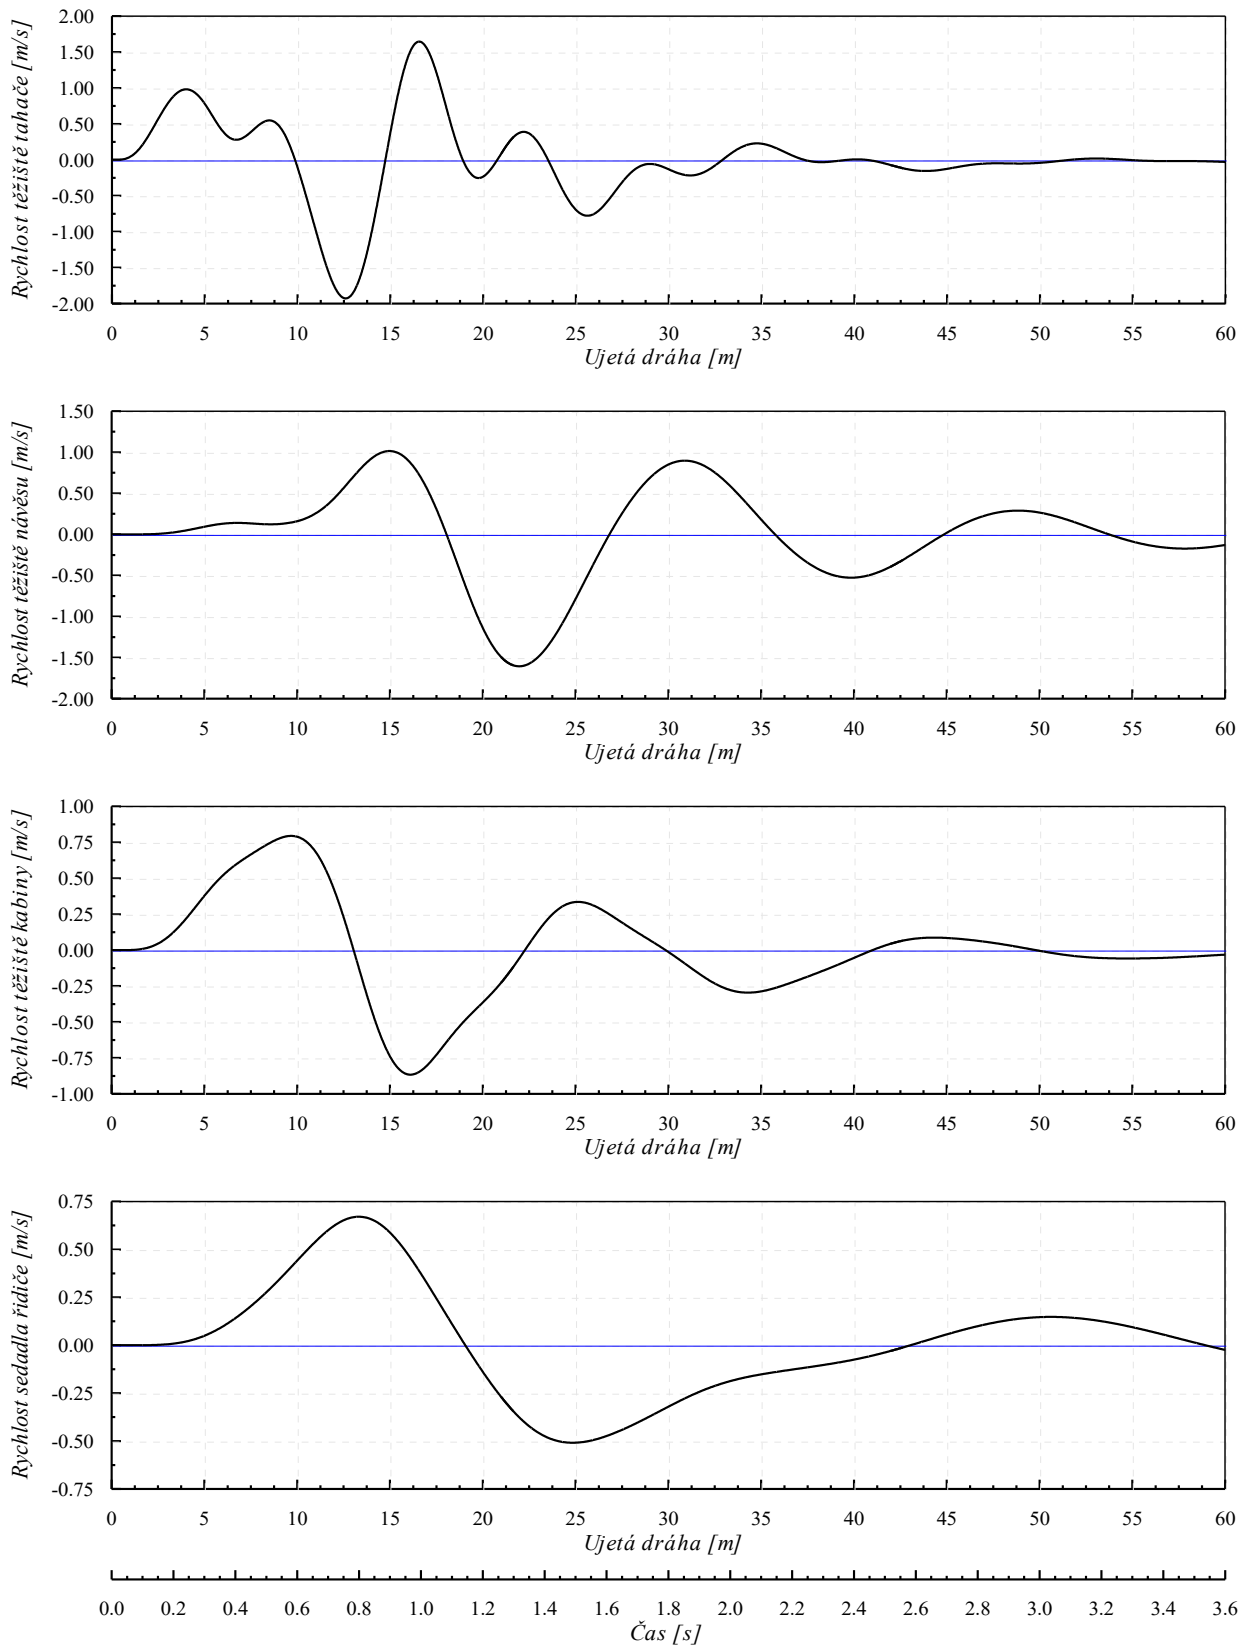 Rychlost těžiště tahače [m/s]
2.00
1.50
1.00
0.50
0.00
-0.50
-1.00
-1.50
-2.00
0 5 10 15 20 25 30 35 40 45 50 55 60
Ujetá dráha [m]
Rychlost těžiště návěsu [m/s]
1.50
1.00
0.50
0.00
-0.50
-1.00
-1.50
-2.00
0 5 10 15 20 25 30 35 40 45 50 55 60
Ujetá dráha [m]
Rychlost těžiště kabiny [m/s]
1.00
0.75
0.50
0.25
0.00
-0.25
-0.50
-0.75
-1.00
0 5 10 15 20 25 30 35 40 45 50 55 60
Ujetá dráha [m]
Rychlost sedadla řidiče [m/s]
0.75
0.50
0.25
0.00
-0.25
-0.50
-0.75
0 5 10 15 20 25 30 35 40 45 50 55 60
Ujetá dráha [m]
0.0 0.2 0.4 0.6 0.8 1.0 1.2 1.4 1.6 1.8 2.0 2.2 2.4 2.6 2.8 3.0 3.2 3.4 3.6
Čas [s]